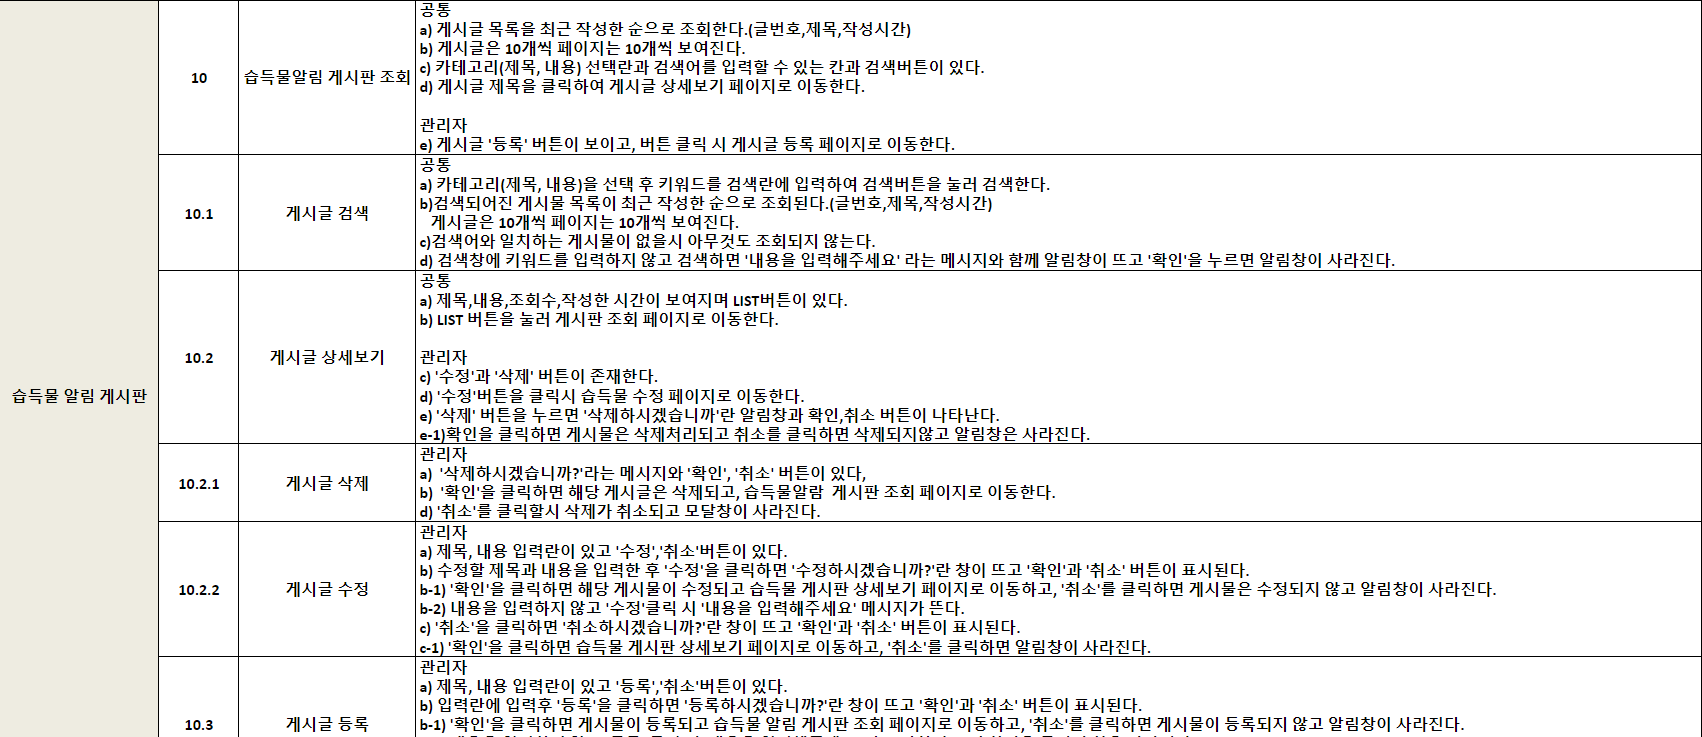 습득물 알림 게시판
10
습득물알림 게시판 조회
공통
a) 게시글 목록을 최근 작성한 순으로 조회한다.(글번호,제목,작성시간)
b) 게시글은 10개씩 페이지는 10개씩 보여진다.
c) 카테고리(제목, 내용) 선택란과 검색어를 입력할 수 있는 칸과 검색버튼이 있다.
d) 게시글 제목을 클릭하여 게시글 상세보기 페이지로 이동한다.
관리자
e) 게시글 '등록' 버튼이 보이고, 버튼 클릭 시 게시글 등록 페이지로 이동한다.
10.1
게시글 검색
공통
a) 카테고리(제목, 내용)을 선택 후 키워드를 검색란에 입력하여 검색버튼을 눌러 검색한다.
b)검색되어진 게시물 목록이 최근 작성한 순으로 조회된다.(글번호,제목,작성시간)
게시글은 10개씩 페이지는 10개씩 보여진다.
c)검색어와 일치하는 게시물이 없을시 아무것도 조회되지 않는다.
d) 검색창에 키워드를 입력하지 않고 검색하면 '내용을 입력해주세요' 라는 메시지와 함께 알림창이 뜨고 '확인'을 누르면 알림창이 사라진다.
10.2
게시글 상세보기
공통
a) 제목,내용,조회수,작성한 시간이 보여지며 LIST버튼이 있다.
b) LIST 버튼을 눌러 게시판 조회 페이지로 이동한다.
관리자
c) '수정'과 '삭제' 버튼이 존재한다.
d) '수정'버튼을 클릭시 습득물 수정 페이지로 이동한다.
e) '삭제' 버튼을 누르면 '삭제하시겠습니까'란 알림창과 확인,취소 버튼이 나타난다.
e-1)확인을 클릭하면 게시물은 삭제처리되고 취소를 클릭하면 삭제되지않고 알림창은 사라진다.
10.2.1
게시글 삭제
관리자
a) '삭제하시겠습니까?'라는 메시지와 '확인', '취소' 버튼이 있다,
b) '확인'을 클릭하면 해당 게시글은 삭제되고, 습득물알람 게시판 조회 페이지로 이동한다.
d) '취소'를 클릭할시 삭제가 취소되고 모달창이 사라진다.
10.2.2
게시글 수정
관리자
a) 제목, 내용 입력란이 있고 '수정','취소'버튼이 있다.
b) 수정할 제목과 내용을 입력한 후 '수정'을 클릭하면 '수정하시겠습니까?'란 창이 뜨고 '확인'과 '취소' 버튼이 표시된다.
b-1) '확인'을 클릭하면 해당 게시물이 수정되고 습득물 게시판 상세보기 페이지로 이동하고, '취소'를 클릭하면 게시물은 수정되지 않고 알림창이 사라진다.
b-2) 내용을 입력하지 않고 '수정'클릭 시 '내용을 입력해주세요' 메시지가 뜬다.
c) '취소'을 클릭하면 '취소하시겠습니까?'란 창이 뜨고 '확인'과 '취소' 버튼이 표시된다.
c-1) '확인'을 클릭하면 습득물 게시판 상세보기 페이지로 이동하고, '취소'를 클릭하면 알림창이 사라진다.
10.3
게시글 등록
관리자
a) 제목, 내용 입력란이 있고 '등록','취소'버튼이 있다.
b) 입력란에 입력후 '등록'을 클릭하면 '등록하시겠습니까?'란 창이 뜨고 '확인'과 '취소' 버튼이 표시된다.
b-1) '확인'을 클릭하면 게시물이 등록되고 습득물 알림 게시판 조회 페이지로 이동하고, '취소'를 클릭하면 게시물이 등록되지 않고 알림창이 사라진다.